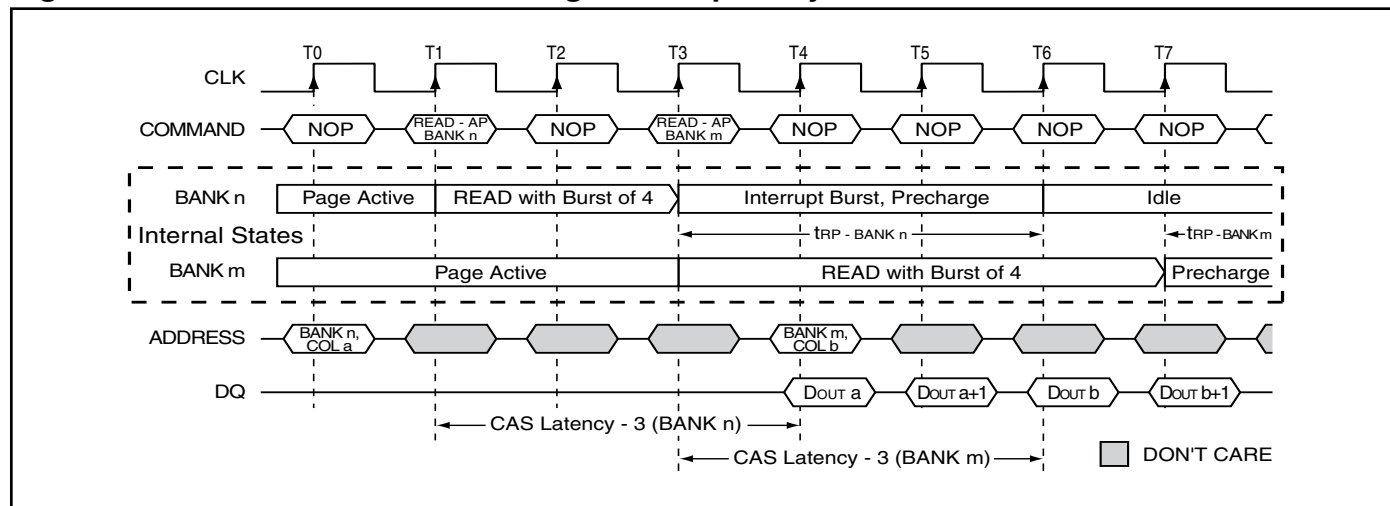 T0 T1 T2 T3 T4 T5 T6 T7
CLK
COMMAND NOP READ - AP BANK n NOP READ - AP BANK m NOP NOP NOP NOP
BANK n Page Active READ with Burst of 4 Interrupt Burst, Precharge Idle
Internal States tRP - BANK n tRP - BANK m
BANK m Page Active READ with Burst of 4 Precharge
ADDRESS BANK n, COL a BANK m, COL b
DQ DOUT a DOUT a+1 DOUT b DOUT b+1
CAS Latency - 3 (BANK n)
CAS Latency - 3 (BANK m) DON'T CARE